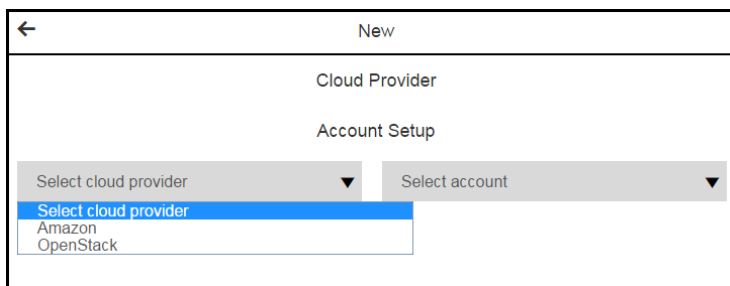 New
Cloud Provider
Account Setup
Select cloud provider
Select account
Select cloud provider
Amazon
OpenStack